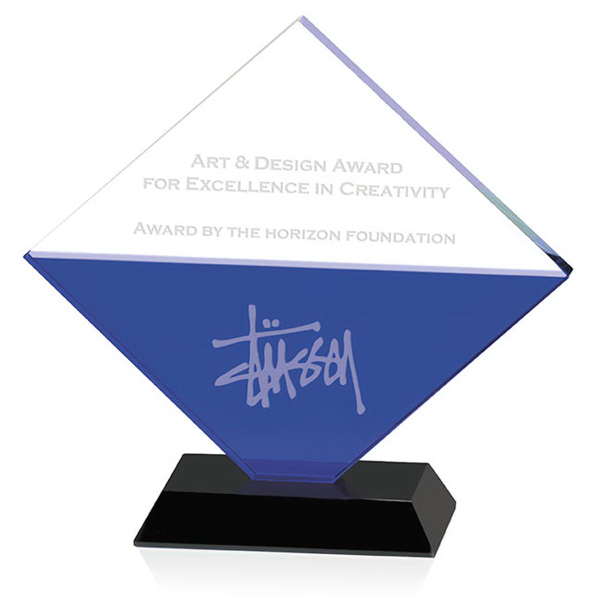 ART & DESIGN AWARD
FOR EXCELLENCE IN CREATIVITY
AWARD BY THE HORIZON FOUNDATION
Stüssy